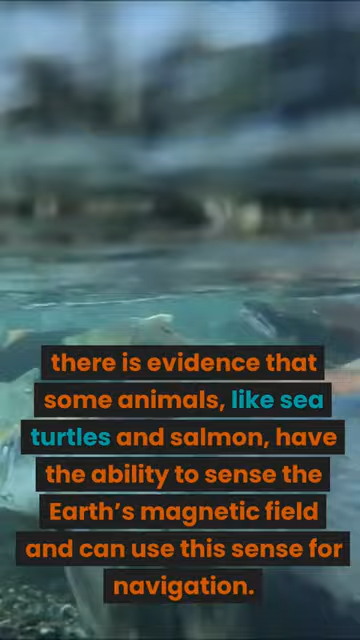 there is evidence that
some animals, like sea
turtles and salmon, have
the ability to sense the
Earth's magnetic field
and can use this sense for
navigation.